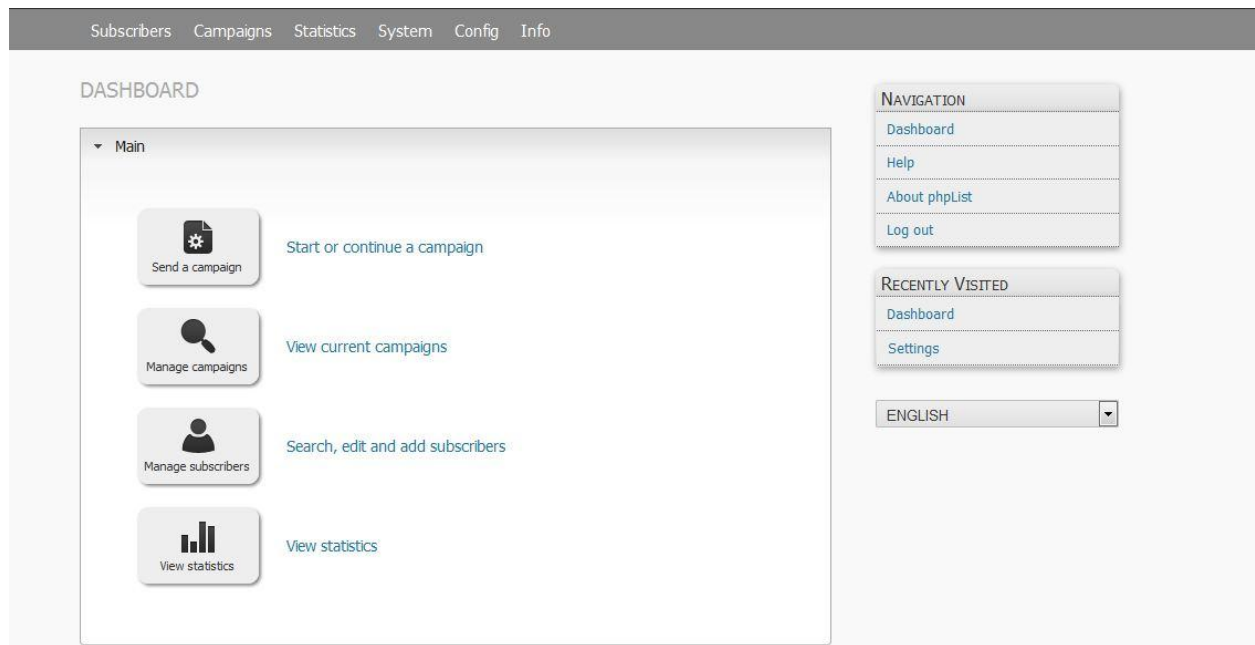 Subscribers Campaigns Statistics System Config Info
DASHBOARD
Main
Send a campaign
Start or continue a campaign
Manage campaigns
View current campaigns
Manage subscribers
Search, edit and add subscribers
View statistics
View statistics
NAVIGATION
Dashboard
Help
About phpList
Log out
RECENTLY VISITED
Dashboard
Settings
ENGLISH